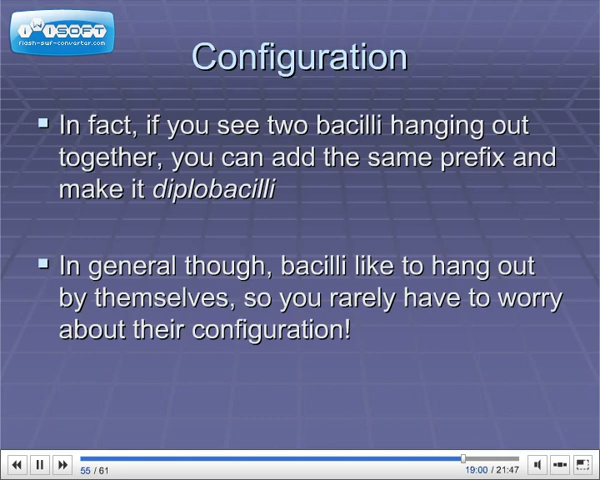 iWiSOFT
flash-swf-converter.com
Configuration
In fact, if you see two bacilli hanging out
together, you can add the same prefix and
make it diplobacilli
In general though, bacilli like to hang out
by themselves, so you rarely have to worry
about their configuration!
55 / 61
19:00 / 21:47